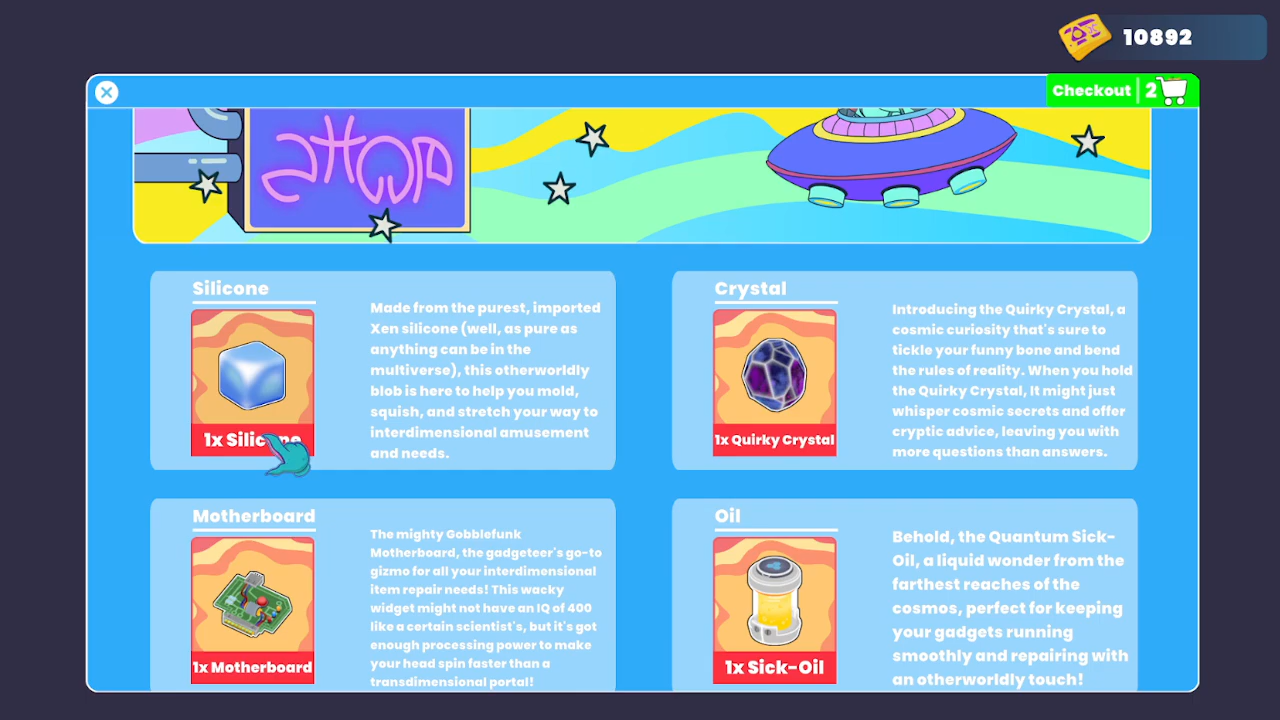 10892
Checkout 2
SHOP
Silicone
Made from the purest, imported
Xen silicone (well, as pure as
anything can be in the
multiverse), this otherworldly
blob is here to help you mold,
squish, and stretch your way to
interdimensional amusement
and needs.
1x Silicone
Crystal
Introducing the Quirky Crystal, a
cosmic curiosity that's sure to
tickle your funny bone and bend
the rules of reality. When you hold
the Quirky Crystal, It might just
whisper cosmic secrets and offer
cryptic advice, leaving you with
more questions than answers.
1x Quirky Crystal
Motherboard
The mighty Gobblefunk
Motherboard, the gadgeteer's go-to
gizmo for all your interdimensional
item repair needs! This wacky
widget might not have an IQ of 400
like a certain scientist's, but it's got
enough processing power to make
your head spin faster than a
transdimensional portal!
1x Motherboard
Oil
Behold, the Quantum Sick-
Oil, a liquid wonder from the
farthest reaches of the
cosmos, perfect for keeping
your gadgets running
smoothly and repairing with
an otherworldly touch!
1x Sick-Oil